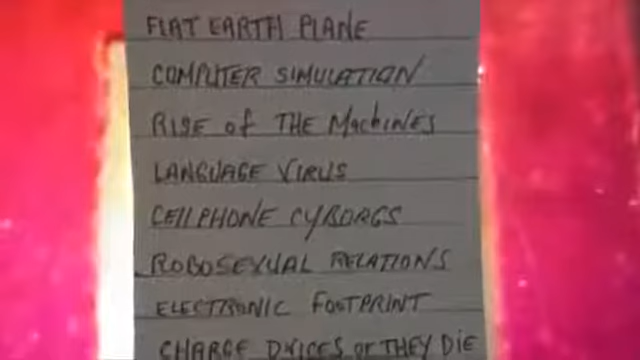 FLAT EARTH PLANE
COMPUTER SIMULATION
RISE of THE MACHINES
LANGUAGE VIRUS
CELLPHONE CYBORGS
ROBOSEXUAL RELATIONS
ELECTRONIC FOOTPRINT
CHARGE DVICES or THEY DIE